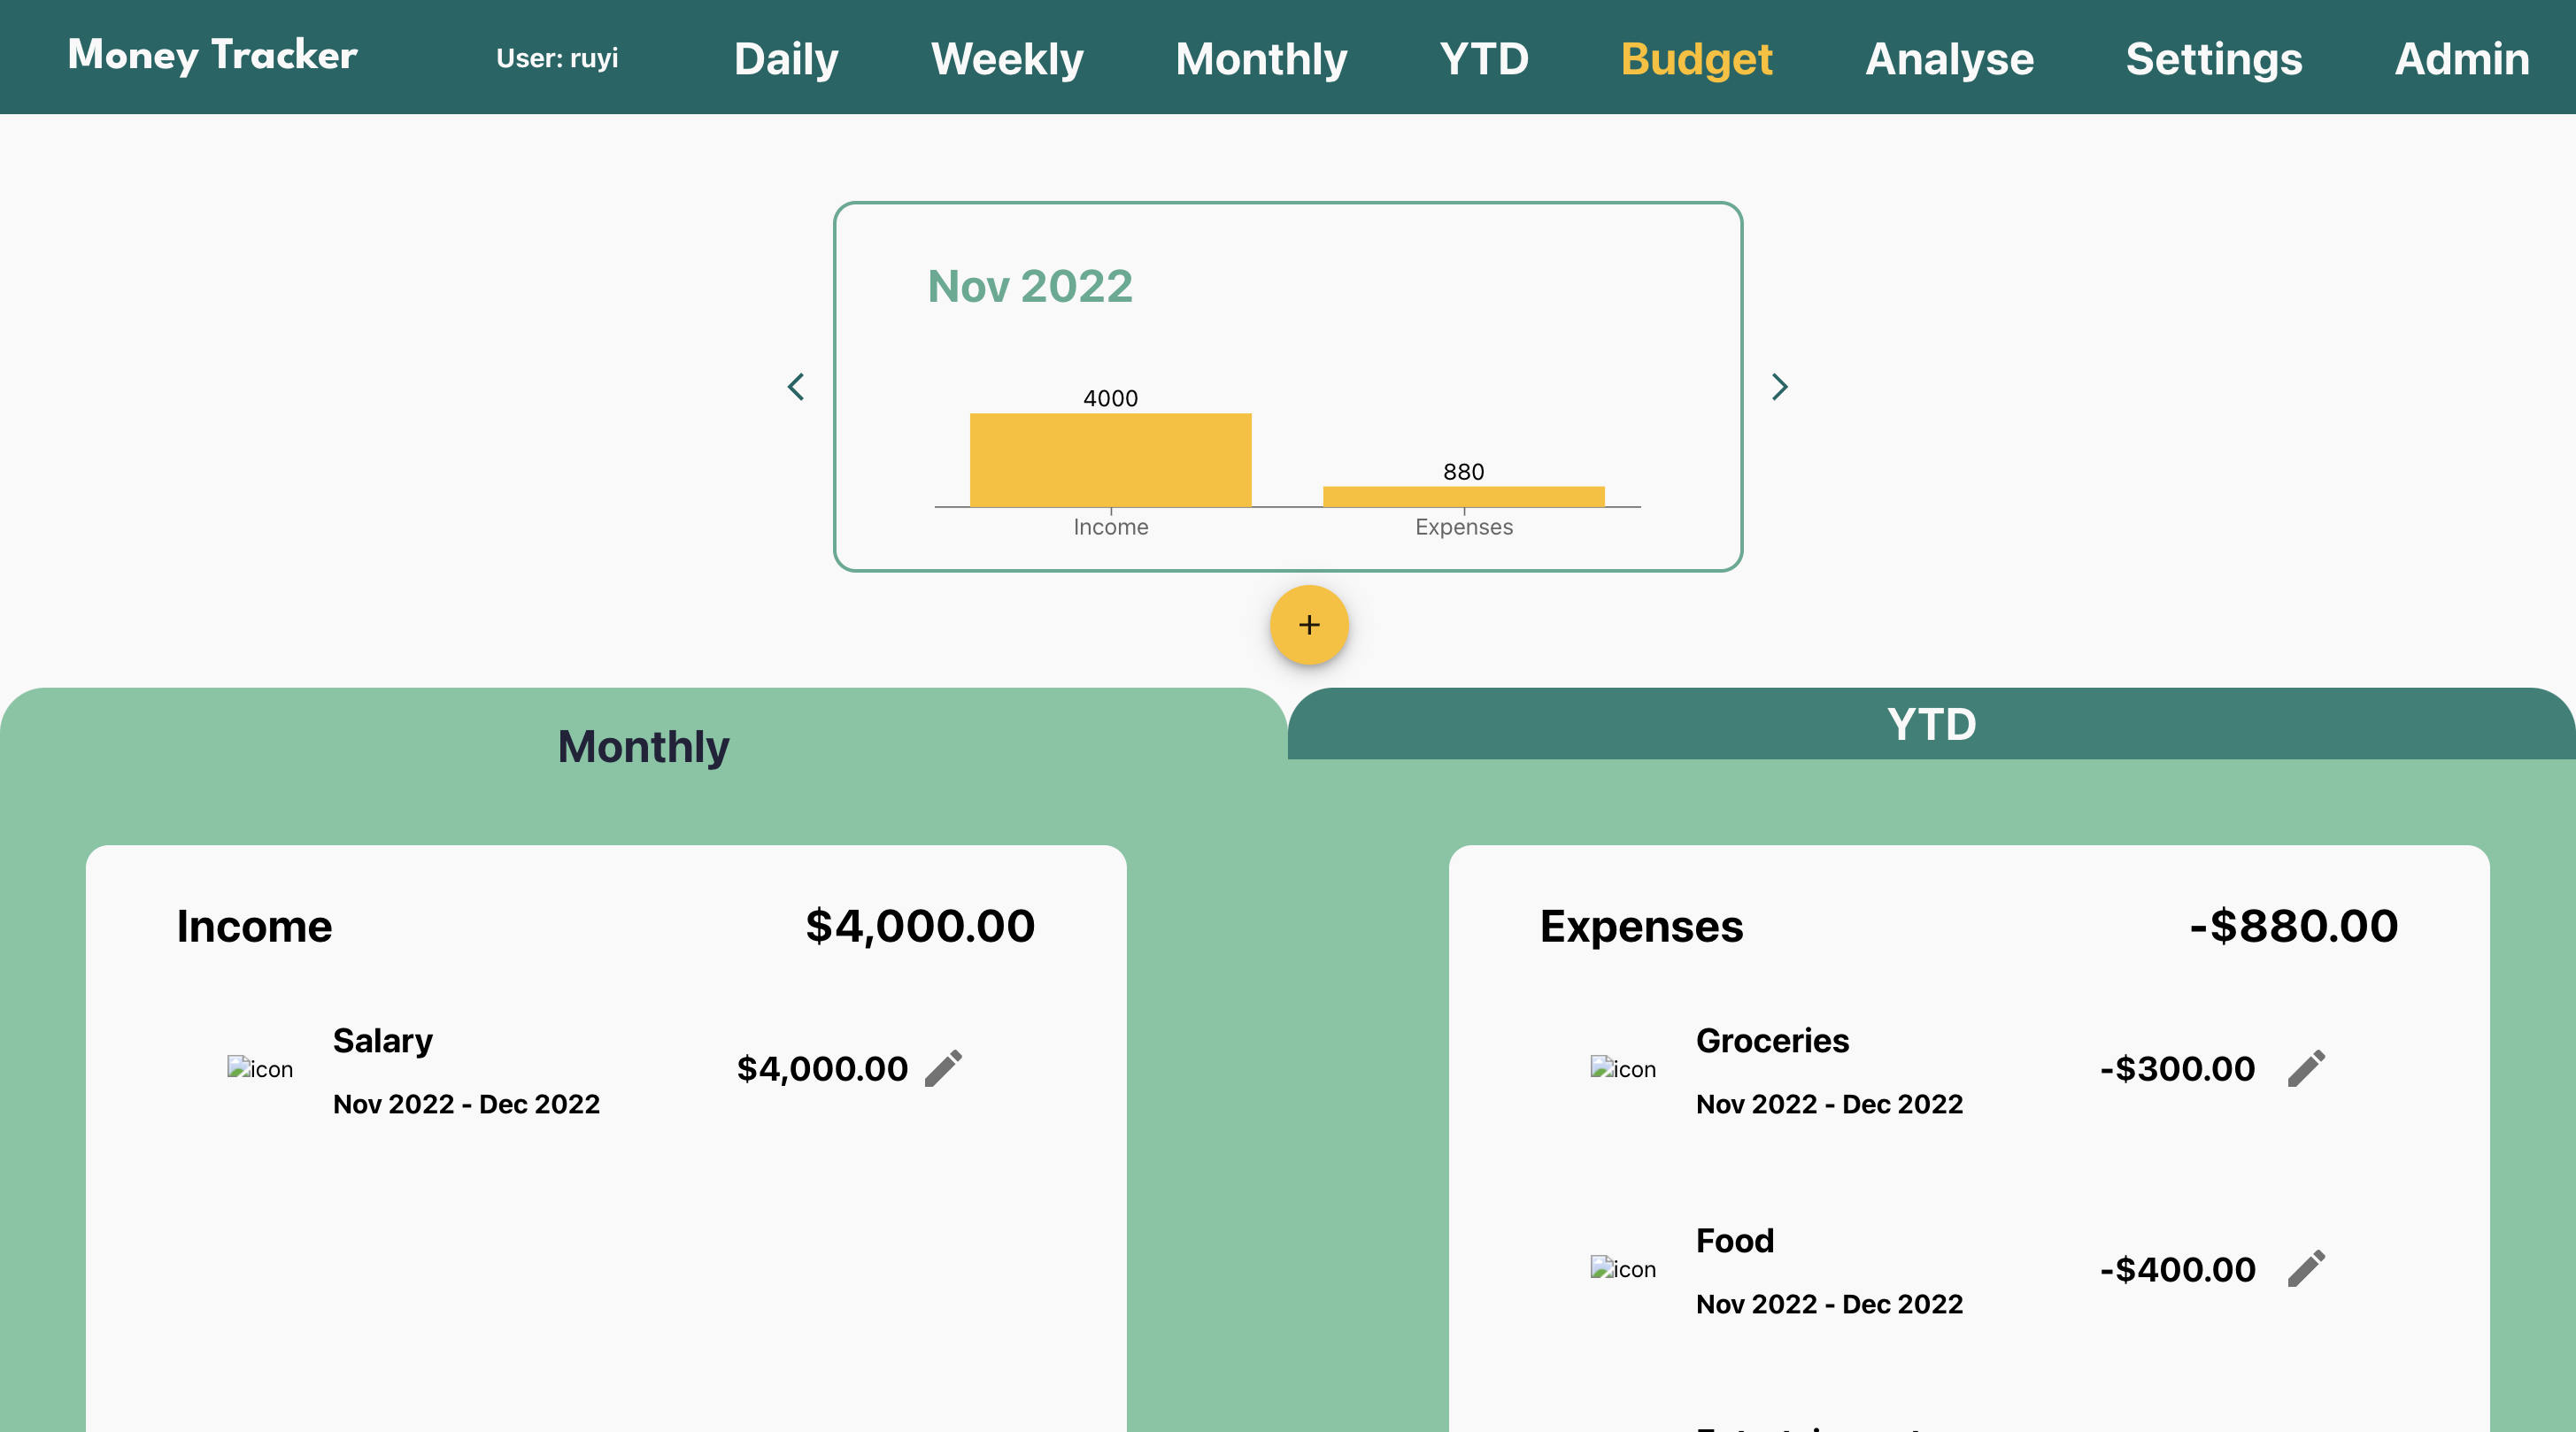 Money Tracker
User: ruyi
Daily
Weekly
Monthly
YTD
Budget
Analyse
Settings
Admin
Nov 2022
4000
880
Income
Expenses
+
Monthly
YTD
Income
$4,000.00
icon
Salary
Nov 2022 - Dec 2022
$4,000.00
Expenses
-$880.00
icon
Groceries
Nov 2022 - Dec 2022
-$300.00
icon
Food
Nov 2022 - Dec 2022
-$400.00